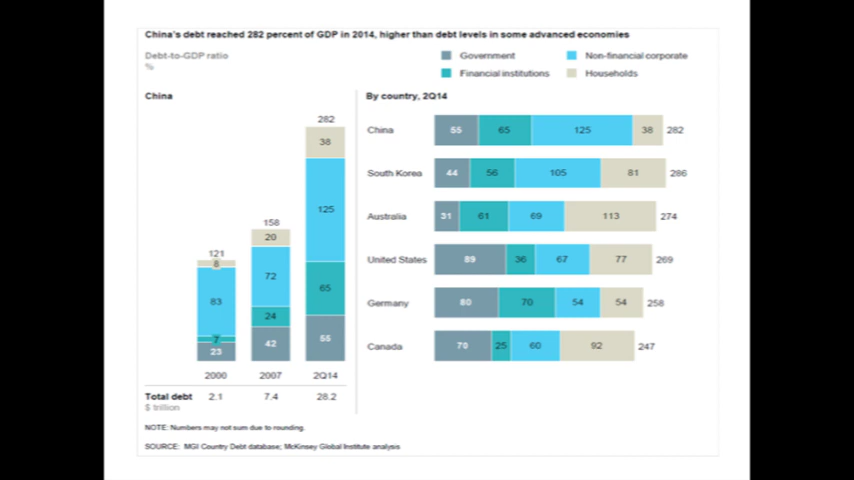 China's debt reached 282 percent of GDP in 2014, higher than debt levels in some advanced economies
Debt-to-GDP ratio
%
Government
Non-financial corporate
Financial institutions
Households
China
282
38
125
65
55
158
20
72
24
42
121
8
83
7
23
2000 2007 2Q14
Total debt 2.1 7.4 28.2
$ trillion
By country, 2Q14
China 55 65 125 38 282
South Korea 44 56 105 81 286
Australia 31 61 69 113 274
United States 89 36 67 77 269
Germany 80 70 54 54 258
Canada 70 25 60 92 247
NOTE: Numbers may not sum due to rounding.
SOURCE: MGI Country Debt database; McKinsey Global Institute analysis